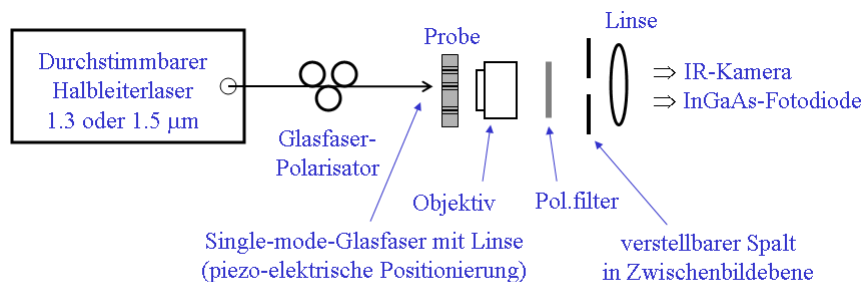 Durchstimmbarer
Halbleiterlaser
1.3 oder 1.5 μm
Glasfaser-
Polarisator
Probe
Linse
⇒ IR-Kamera
⇒ InGaAs-Fotodiode
Objektiv
Pol.filter
Single-mode-Glasfaser mit Linse
(piezo-elektrische Positionierung)
verstellbarer Spalt
in Zwischenbildebene